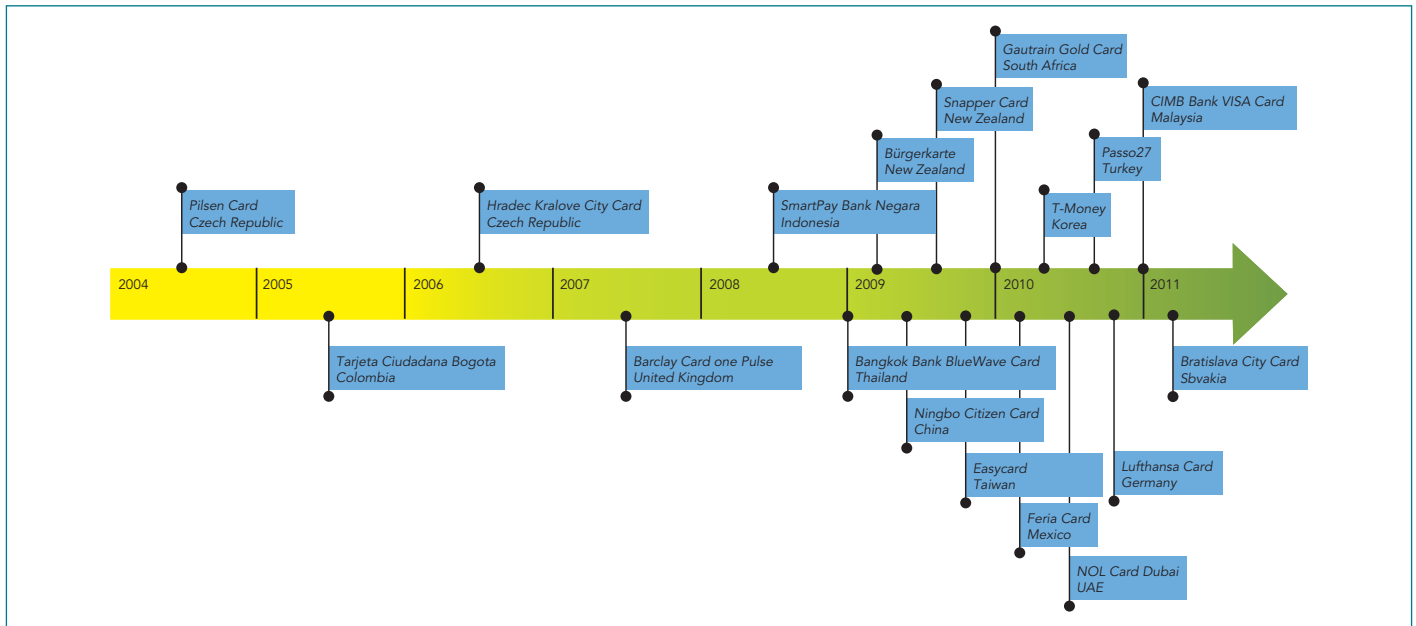 Gautrain Gold Card
South Africa
Snapper Card
New Zealand
CIMB Bank VISA Card
Malaysia
Bürgerkarte
New Zealand
Passo27
Turkey
Pilsen Card
Czech Republic
Hradec Kralove City Card
Czech Republic
SmartPay Bank Negara
Indonesia
T-Money
Korea
2004
2005
2006
2007
2008
2009
2010
2011
Tarjeta Ciudadana Bogota
Colombia
Barclay Card one Pulse
United Kingdom
Bangkok Bank BlueWave Card
Thailand
Bratislava City Card
Sbvakia
Ningbo Citizen Card
China
Easycard
Taiwan
Lufthansa Card
Germany
Feria Card
Mexico
NOL Card Dubai
UAE